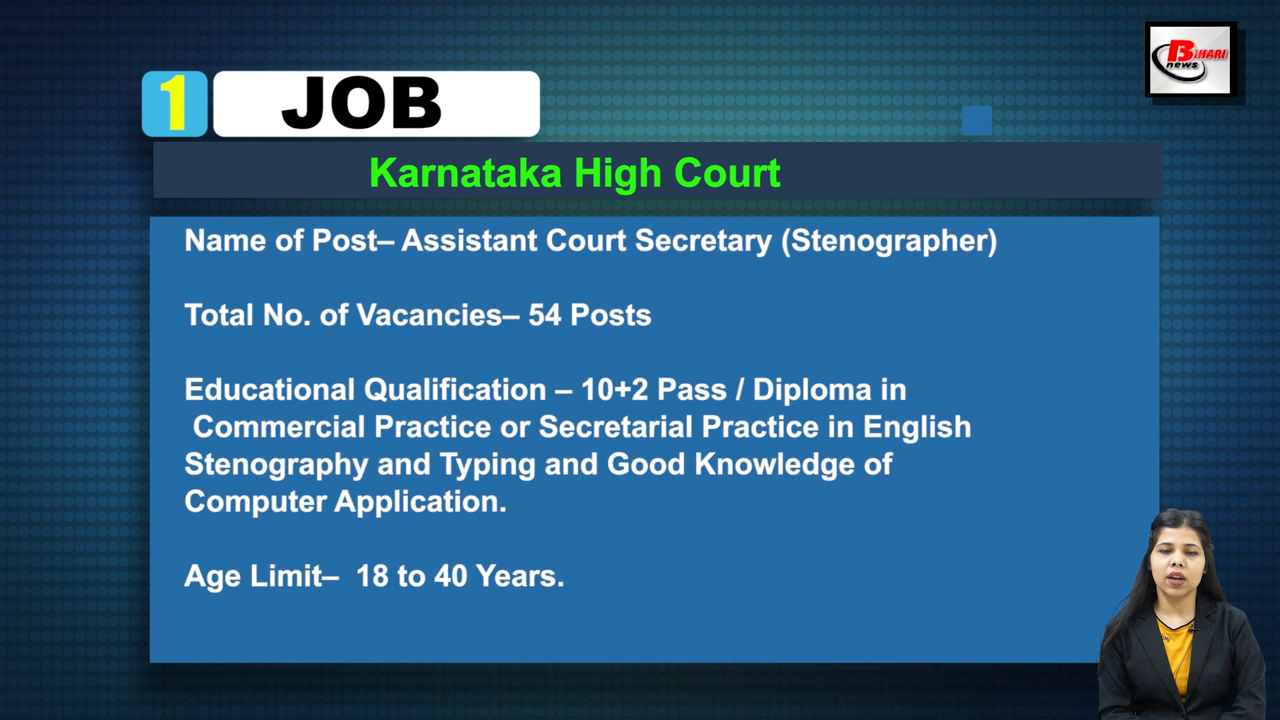 BIHARI
news
1 JOB
Karnataka High Court
Name of Post– Assistant Court Secretary (Stenographer)
Total No. of Vacancies– 54 Posts
Educational Qualification – 10+2 Pass / Diploma in
Commercial Practice or Secretarial Practice in English
Stenography and Typing and Good Knowledge of
Computer Application.
Age Limit– 18 to 40 Years.